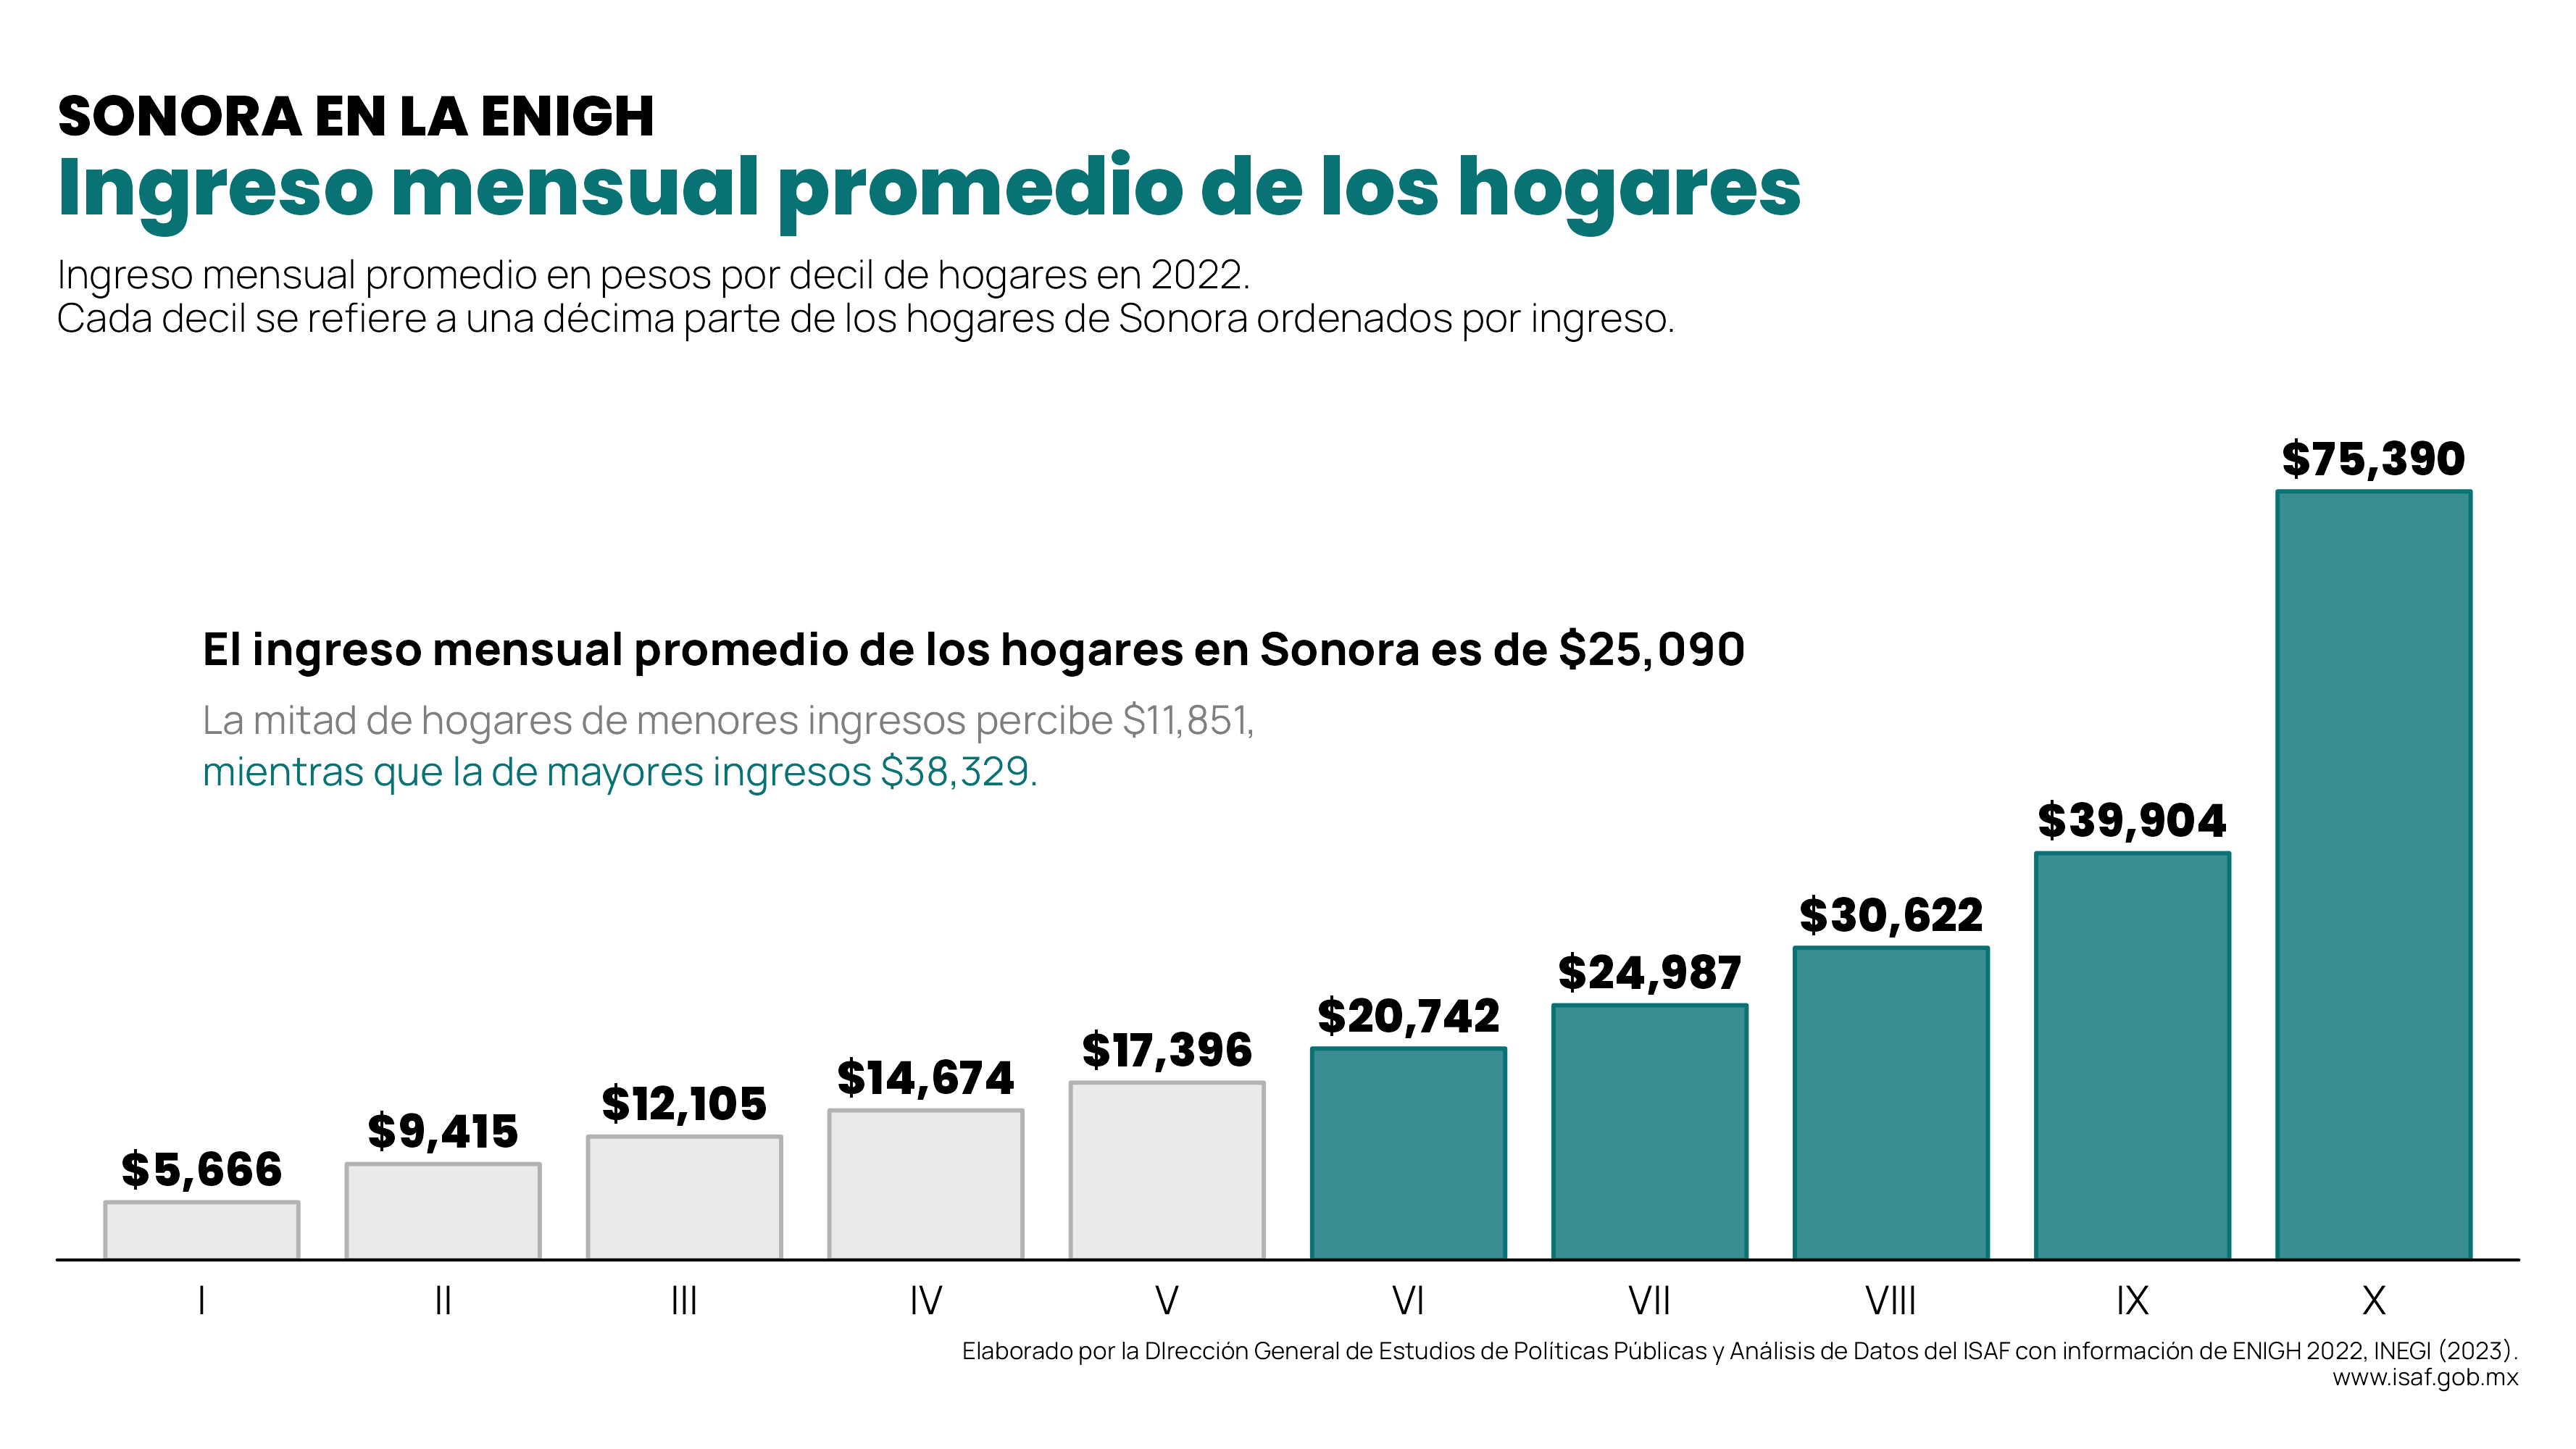 SONORA EN LA ENIGH
Ingreso mensual promedio de los hogares
Ingreso mensual promedio en pesos por decil de hogares en 2022.
Cada decil se refiere a una décima parte de los hogares de Sonora ordenados por ingreso.
El ingreso mensual promedio de los hogares en Sonora es de $25,090
La mitad de hogares de menores ingresos percibe $11,851,
mientras que la de mayores ingresos $38,329.
$5,666
$9,415
$12,105
$14,674
$17,396
$20,742
$24,987
$30,622
$39,904
$75,390
I
II
III
IV
V
VI
VII
VIII
IX
X
Elaborado por la DIrección General de Estudios de Políticas Públicas y Análisis de Datos del ISAF con información de ENIGH 2022, INEGI (2023).
www.isaf.gob.mx